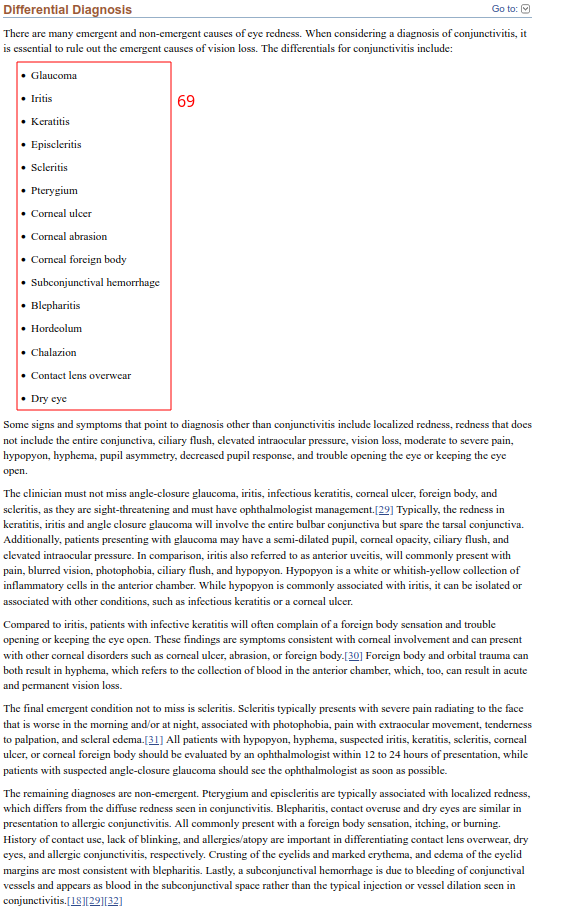 Differential Diagnosis
Go to:
There are many emergent and non-emergent causes of eye redness. When considering a diagnosis of conjunctivitis, it
is essential to rule out the emergent causes of vision loss. The differentials for conjunctivitis include:
• Glaucoma
• Iritis
69
• Keratitis
• Episcleritis
• Scleritis
• Pterygium
• Corneal ulcer
• Corneal abrasion
• Corneal foreign body
• Subconjunctival hemorrhage
• Blepharitis
• Hordeolum
• Chalazion
• Contact lens overwear
• Dry eye
Some signs and symptoms that point to diagnosis other than conjunctivitis include localized redness, redness that does
not include the entire conjunctiva, ciliary flush, elevated intraocular pressure, vision loss, moderate to severe pain,
hypopyon, hyphema, pupil asymmetry, decreased pupil response, and trouble opening the eye or keeping the eye
open.
The clinician must not miss angle-closure glaucoma, iritis, infectious keratitis, corneal ulcer, foreign body, and
scleritis, as they are sight-threatening and must have ophthalmologist management.[29] Typically, the redness in
keratitis, iritis and angle closure glaucoma will involve the entire bulbar conjunctiva but spare the tarsal conjunctiva.
Additionally, patients presenting with glaucoma may have a semi-dilated pupil, corneal opacity, ciliary flush, and
elevated intraocular pressure. In comparison, iritis also referred to as anterior uveitis, will commonly present with
pain, blurred vision, photophobia, ciliary flush, and hypopyon. Hypopyon is a white or whitish-yellow collection of
inflammatory cells in the anterior chamber. While hypopyon is commonly associated with iritis, it can be isolated or
associated with other conditions, such as infectious keratitis or a corneal ulcer.
Compared to iritis, patients with infective keratitis will often complain of a foreign body sensation and trouble
opening or keeping the eye open. These findings are symptoms consistent with corneal involvement and can present
with other corneal disorders such as corneal ulcer, abrasion, or foreign body.[30] Foreign body and orbital trauma can
both result in hyphema, which refers to the collection of blood in the anterior chamber, which, too, can result in acute
and permanent vision loss.
The final emergent condition not to miss is scleritis. Scleritis typically presents with severe pain radiating to the face
that is worse in the morning and/or at night, associated with photophobia, pain with extraocular movement, tenderness
to palpation, and scleral edema.[31] All patients with hypopyon, hyphema, suspected iritis, keratitis, scleritis, corneal
ulcer, or corneal foreign body should be evaluated by an ophthalmologist within 12 to 24 hours of presentation, while
patients with suspected angle-closure glaucoma should see the ophthalmologist as soon as possible.
The remaining diagnoses are non-emergent. Pterygium and episcleritis are typically associated with localized redness,
which differs from the diffuse redness seen in conjunctivitis. Blepharitis, contact overuse and dry eyes are similar in
presentation to allergic conjunctivitis. All commonly present with a foreign body sensation, itching, or burning.
History of contact use, lack of blinking, and allergies/atopy are important in differentiating contact lens overwear, dry
eyes, and allergic conjunctivitis, respectively. Crusting of the eyelids and marked erythema, and edema of the eyelid
margins are most consistent with blepharitis. Lastly, a subconjunctival hemorrhage is due to bleeding of conjunctival
vessels and appears as blood in the subconjunctival space rather than the typical injection or vessel dilation seen in
conjunctivitis.[18][29][32]